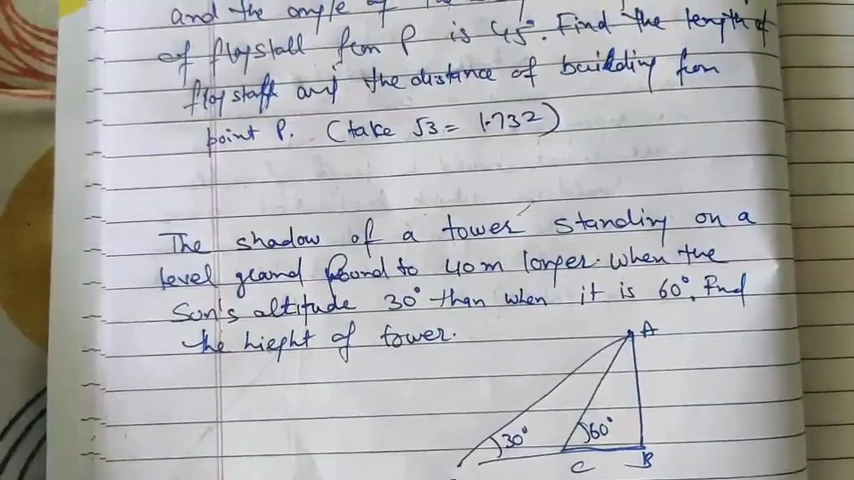 and the angle of the
of flagstall from P is 45°. Find the length of
flagstaff and the distance of building from
point P. (take √3 = 1.732)
The shadow of a tower standing on a
level ground found to 40m longer. when the
Sun's altitude 30° than when it is 60°. Find
the hieght of tower.
A
30°
60°
C
B